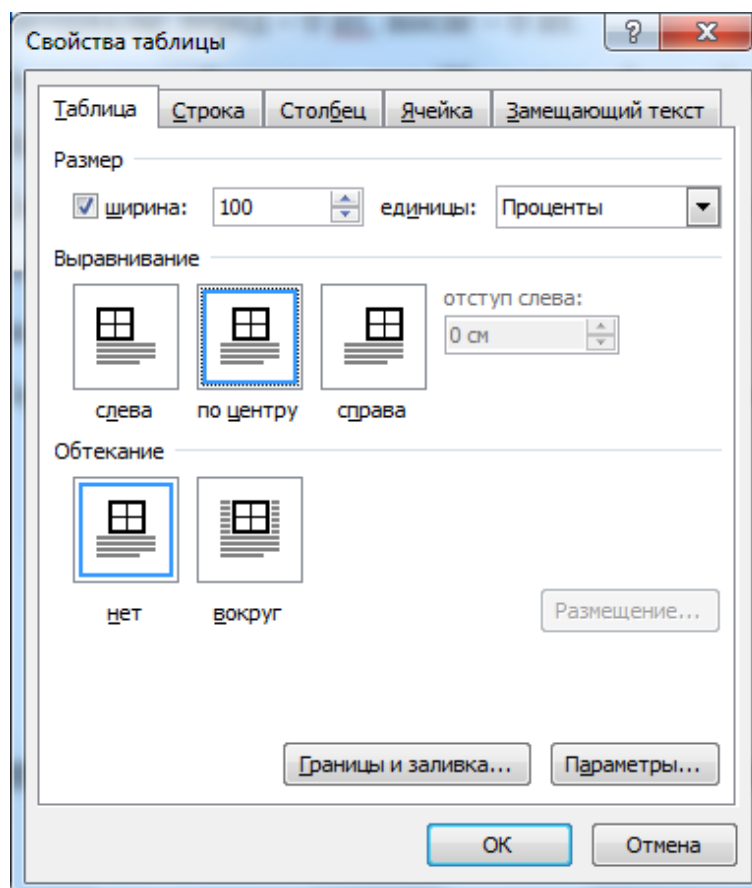 Свойства таблицы
Таблица Строка Столбец Ячейка Замещающий текст
Размер
ширина: 100 единицы: Проценты
Выравнивание
отступ слева:
0 см
слева по центру справа
Обтекание
нет вокруг
Размещение...
Границы и заливка... Параметры...
ОК Отмена